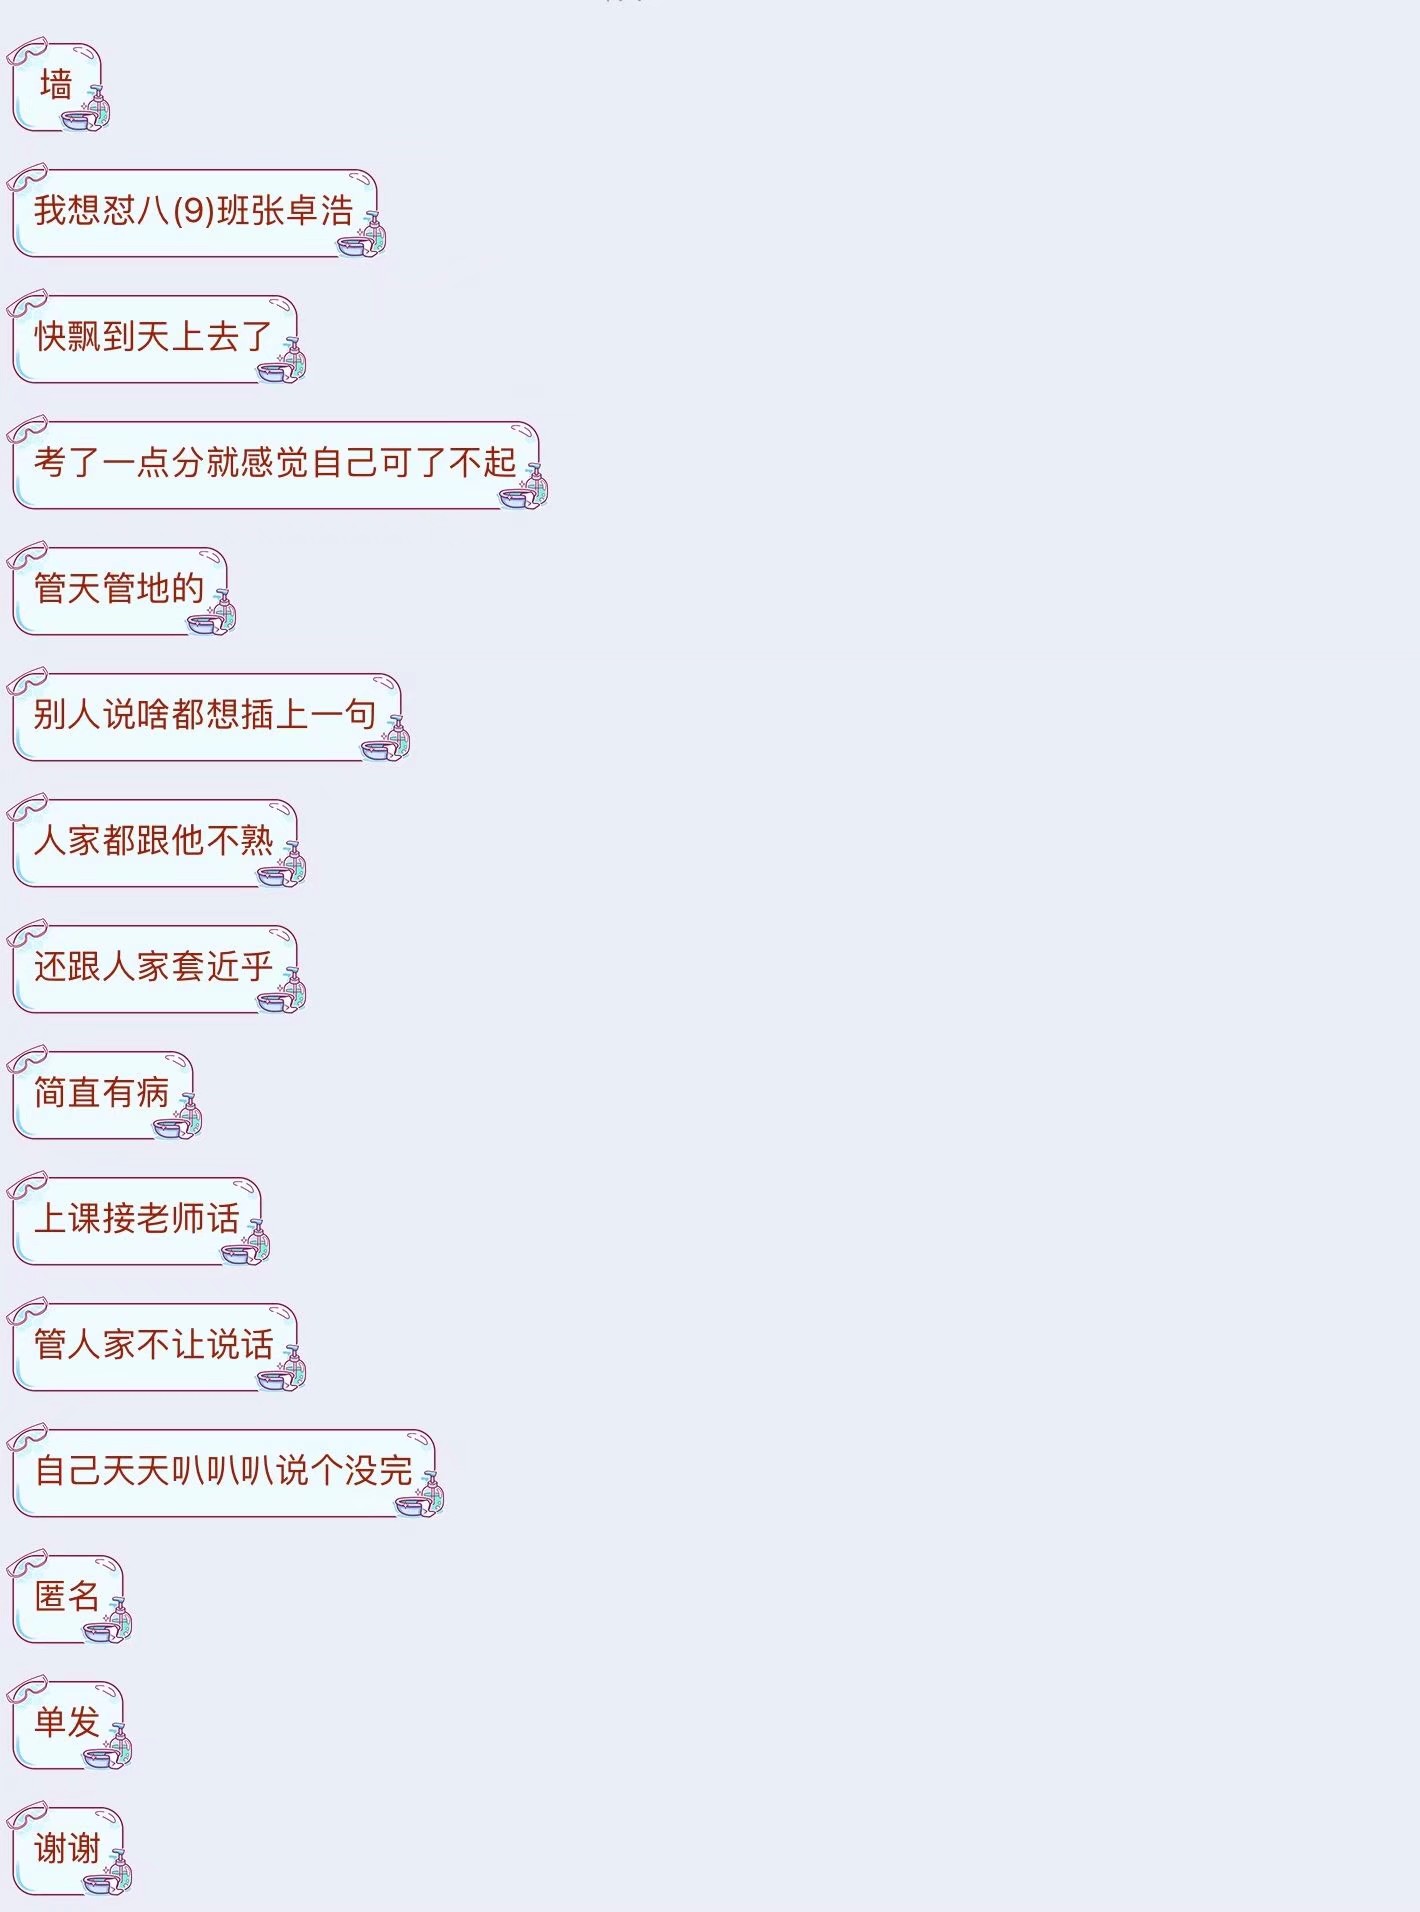 墙
我想怼八(9)班张卓浩
快飘到天上去了
考了一点分就感觉自己可了不起
管天管地的
别人说啥都想插上一句
人家都跟他不熟
还跟人家套近乎
简直有病
上课接老师话
管人家不让说话
自己天天叭叭叭说个没完
匿名
单发
谢谢